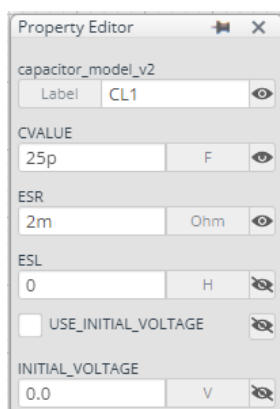 Property Editor
capacitor_model_v2
Label CL1
CVALUE
25p F
ESR
2m Ohm
ESL
0 H
USE_INITIAL_VOLTAGE
INITIAL_VOLTAGE
0.0 V